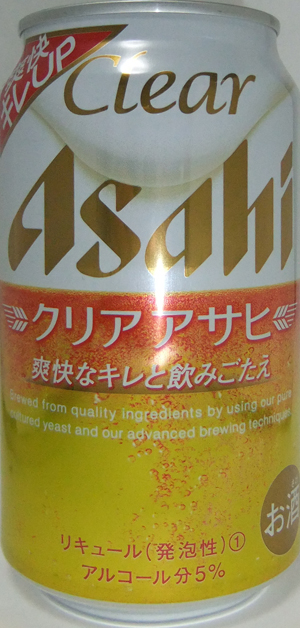 爽快
キレUP
Clear
Asahi
クリア アサヒ
爽快なキレと飲みごたえ
brewed from quality ingredients by using our pure
cultured yeast and our advanced brewing techniques.
お酒
リキュール(発泡性)①
アルコール分5%